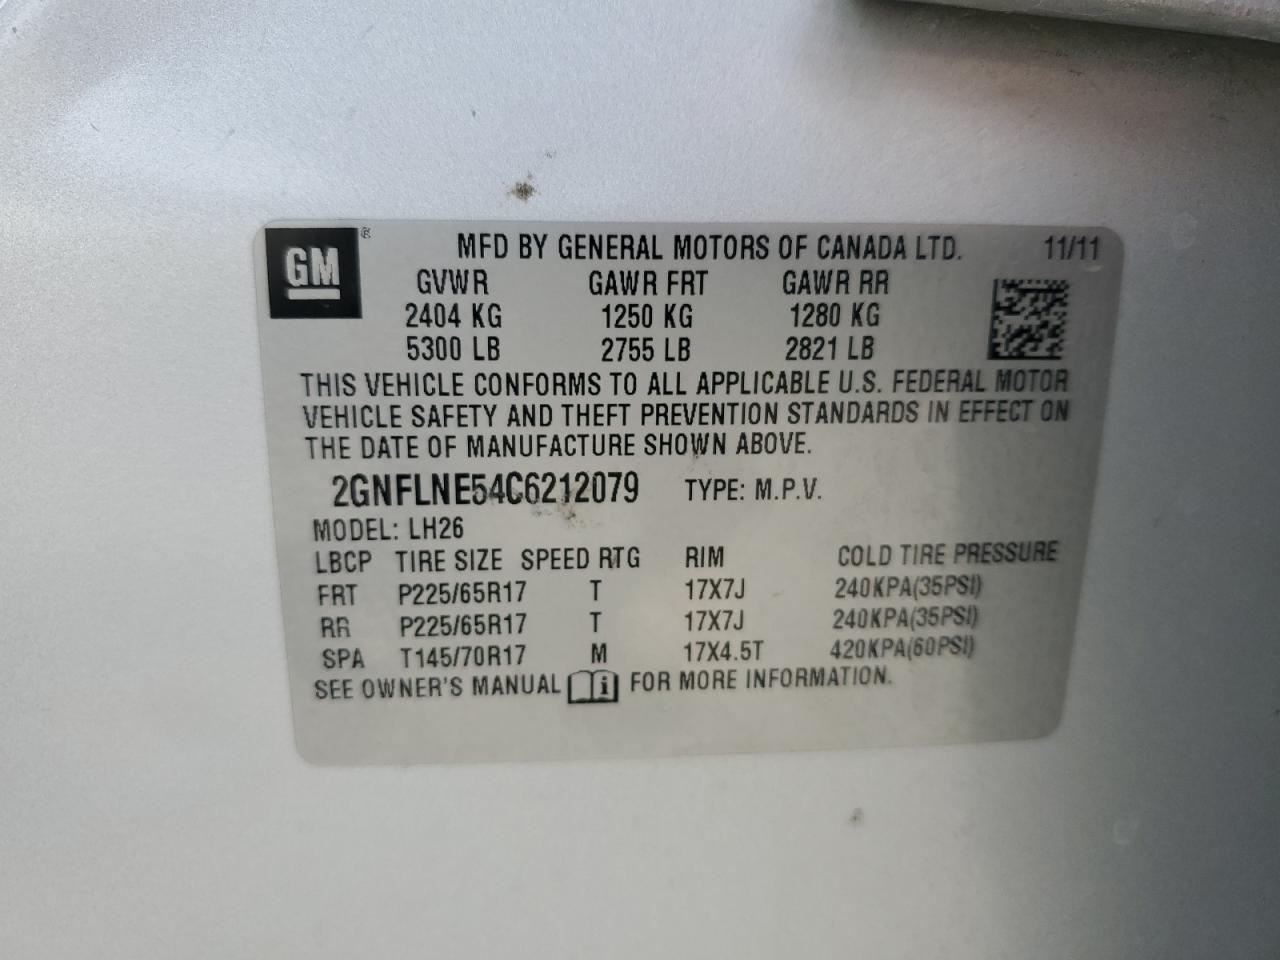 GM ® MFD BY GENERAL MOTORS OF CANADA LTD. 11/11
GVWR GAWR FRT GAWR RR
2404 KG 1250 KG 1280 KG
5300 LB 2755 LB 2821 LB
THIS VEHICLE CONFORMS TO ALL APPLICABLE U.S. FEDERAL MOTOR
VEHICLE SAFETY AND THEFT PREVENTION STANDARDS IN EFFECT ON
THE DATE OF MANUFACTURE SHOWN ABOVE.
2GNFLNE54C6212079 TYPE: M.P.V.
MODEL: LH26
LBCP TIRE SIZE SPEED RTG RIM COLD TIRE PRESSURE
FRT P225/65R17 T 17X7J 240KPA(35PSI)
RR P225/65R17 T 17X7J 240KPA(35PSI)
SPA T145/70R17 M 17X4.5T 420KPA(60PSI)
SEE OWNER'S MANUAL i FOR MORE INFORMATION.